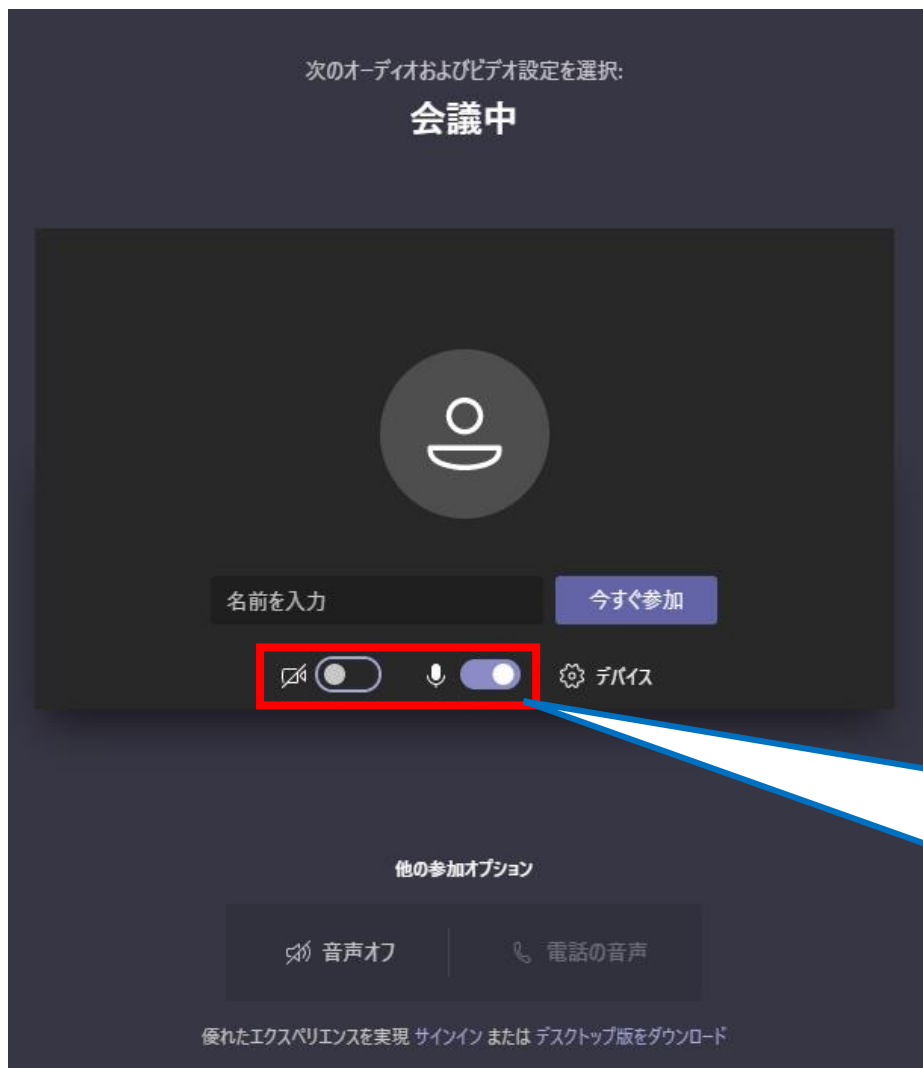 次のオーディオおよびビデオ設定を選択:
会議中
名前を入力 今すぐ参加
デバイス
他の参加オプション
音声オフ 電話の音声
優れたエクスペリエンスを実現 サインイン または デスクトップ版をダウンロード